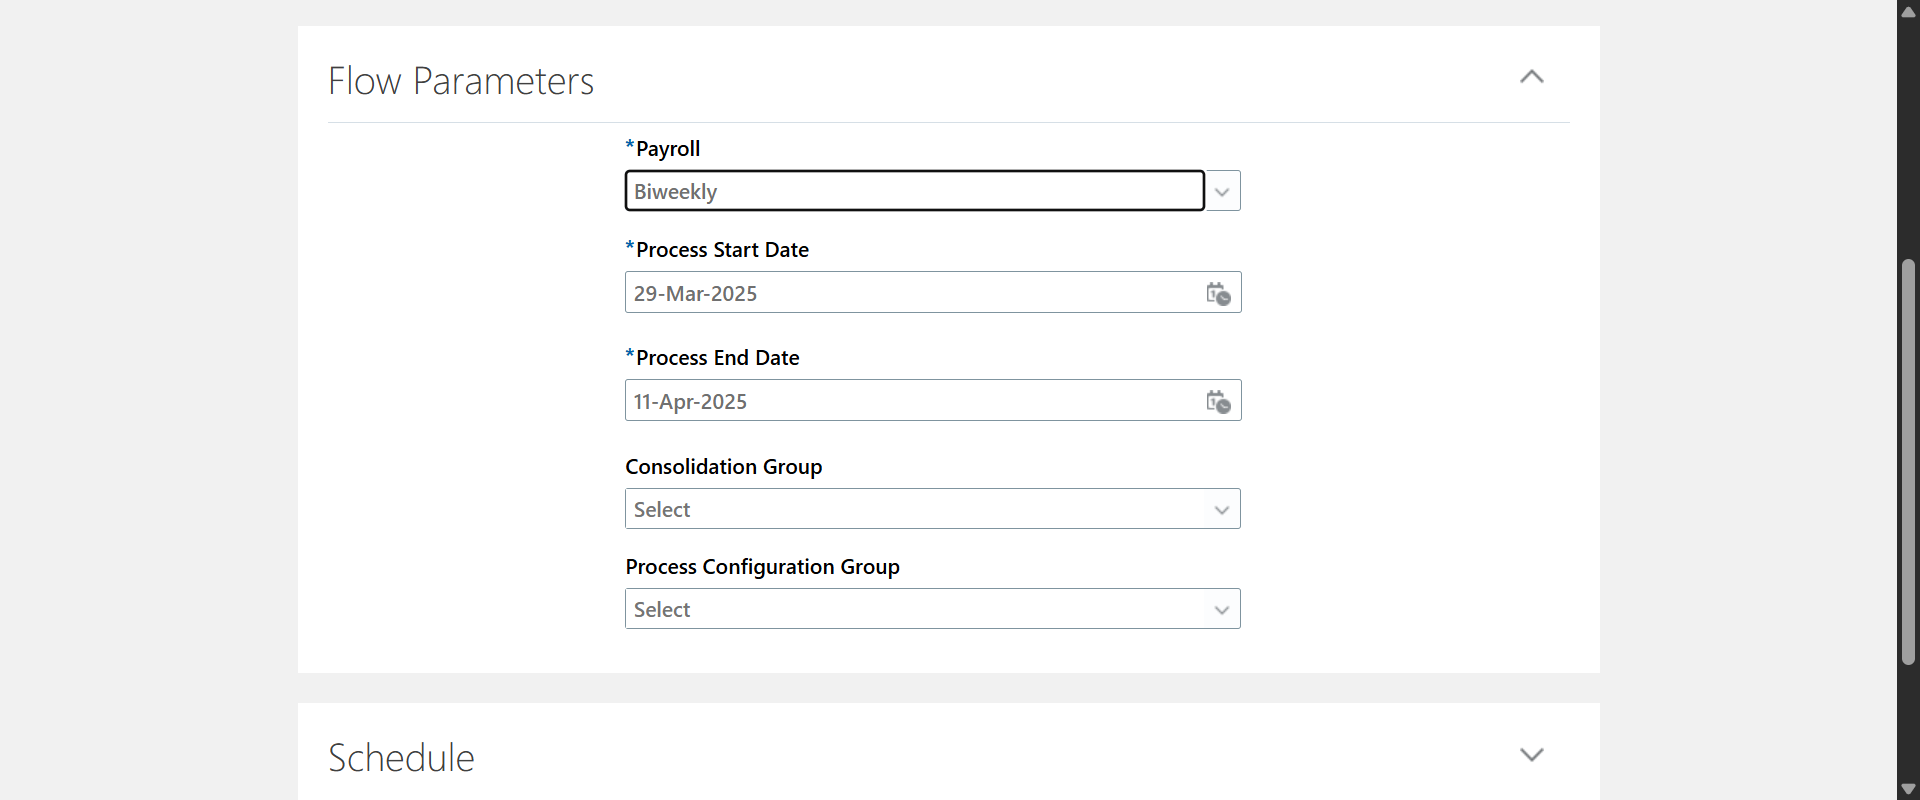 Flow Parameters
*Payroll
Biweekly
*Process Start Date
29-Mar-2025
*Process End Date
11-Apr-2025
Consolidation Group
Select
Process Configuration Group
Select
Schedule